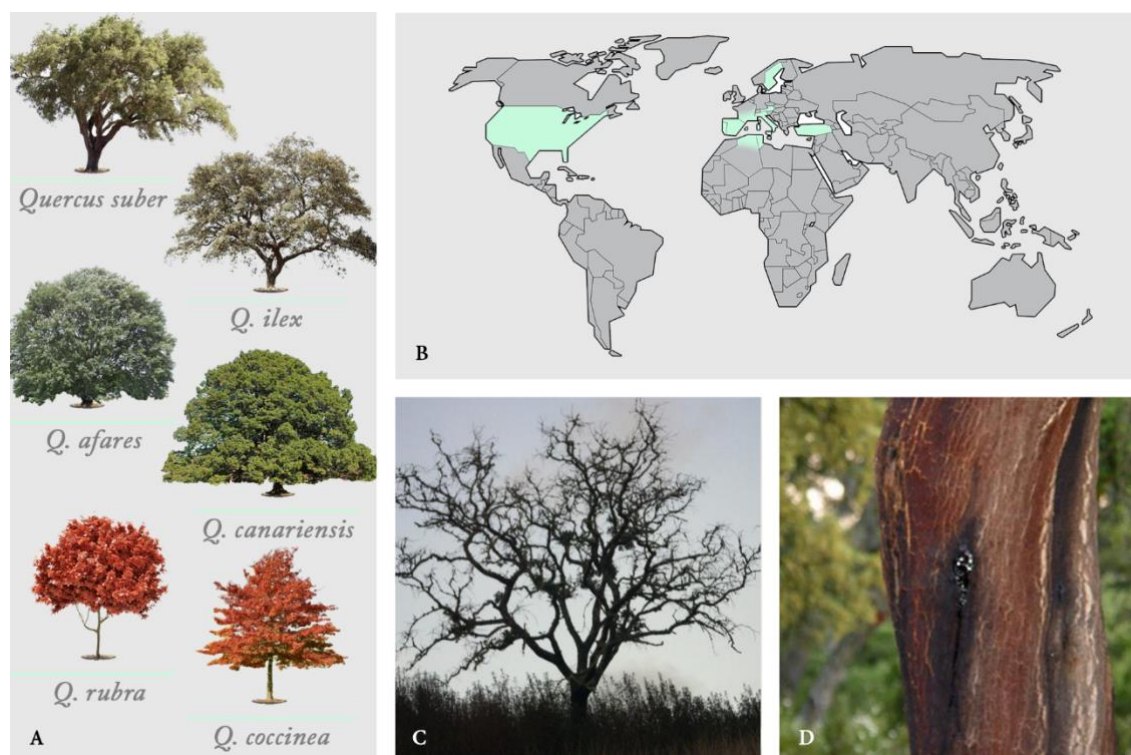 Quercus suber
Q. ilex
Q. afares
Q. canariensis
Q. rubra
Q. coccinea
A
B
C
D